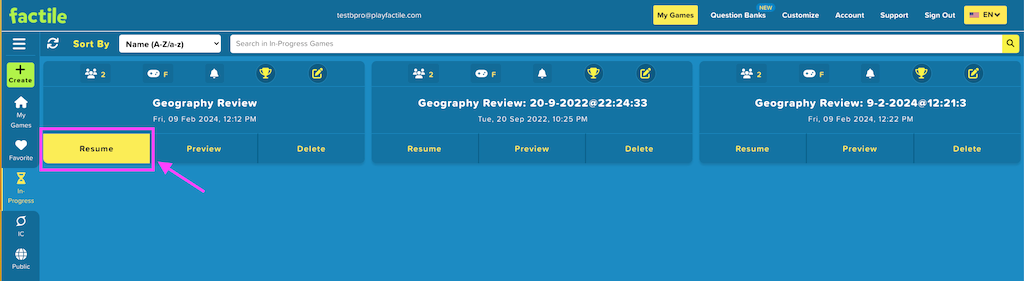 factile
testbpro@playfactile.com
My Games
Question Banks
NEW
Customize
Account
Support
Sign Out
EN
Sort By
Name (A-Z/a-z)
Search in In-Progress Games
Create
My
Games
Favorite
In-
Progress
IC
Public
2 F
Geography Review
Fri, 09 Feb 2024, 12:12 PM
Resume Preview Delete
2 F
Geography Review: 20-9-2022@22:24:33
Tue, 20 Sep 2022, 10:25 PM
Resume Preview Delete
2 F
Geography Review: 9-2-2024@12:21:3
Fri, 09 Feb 2024, 12:22 PM
Resume Preview Delete